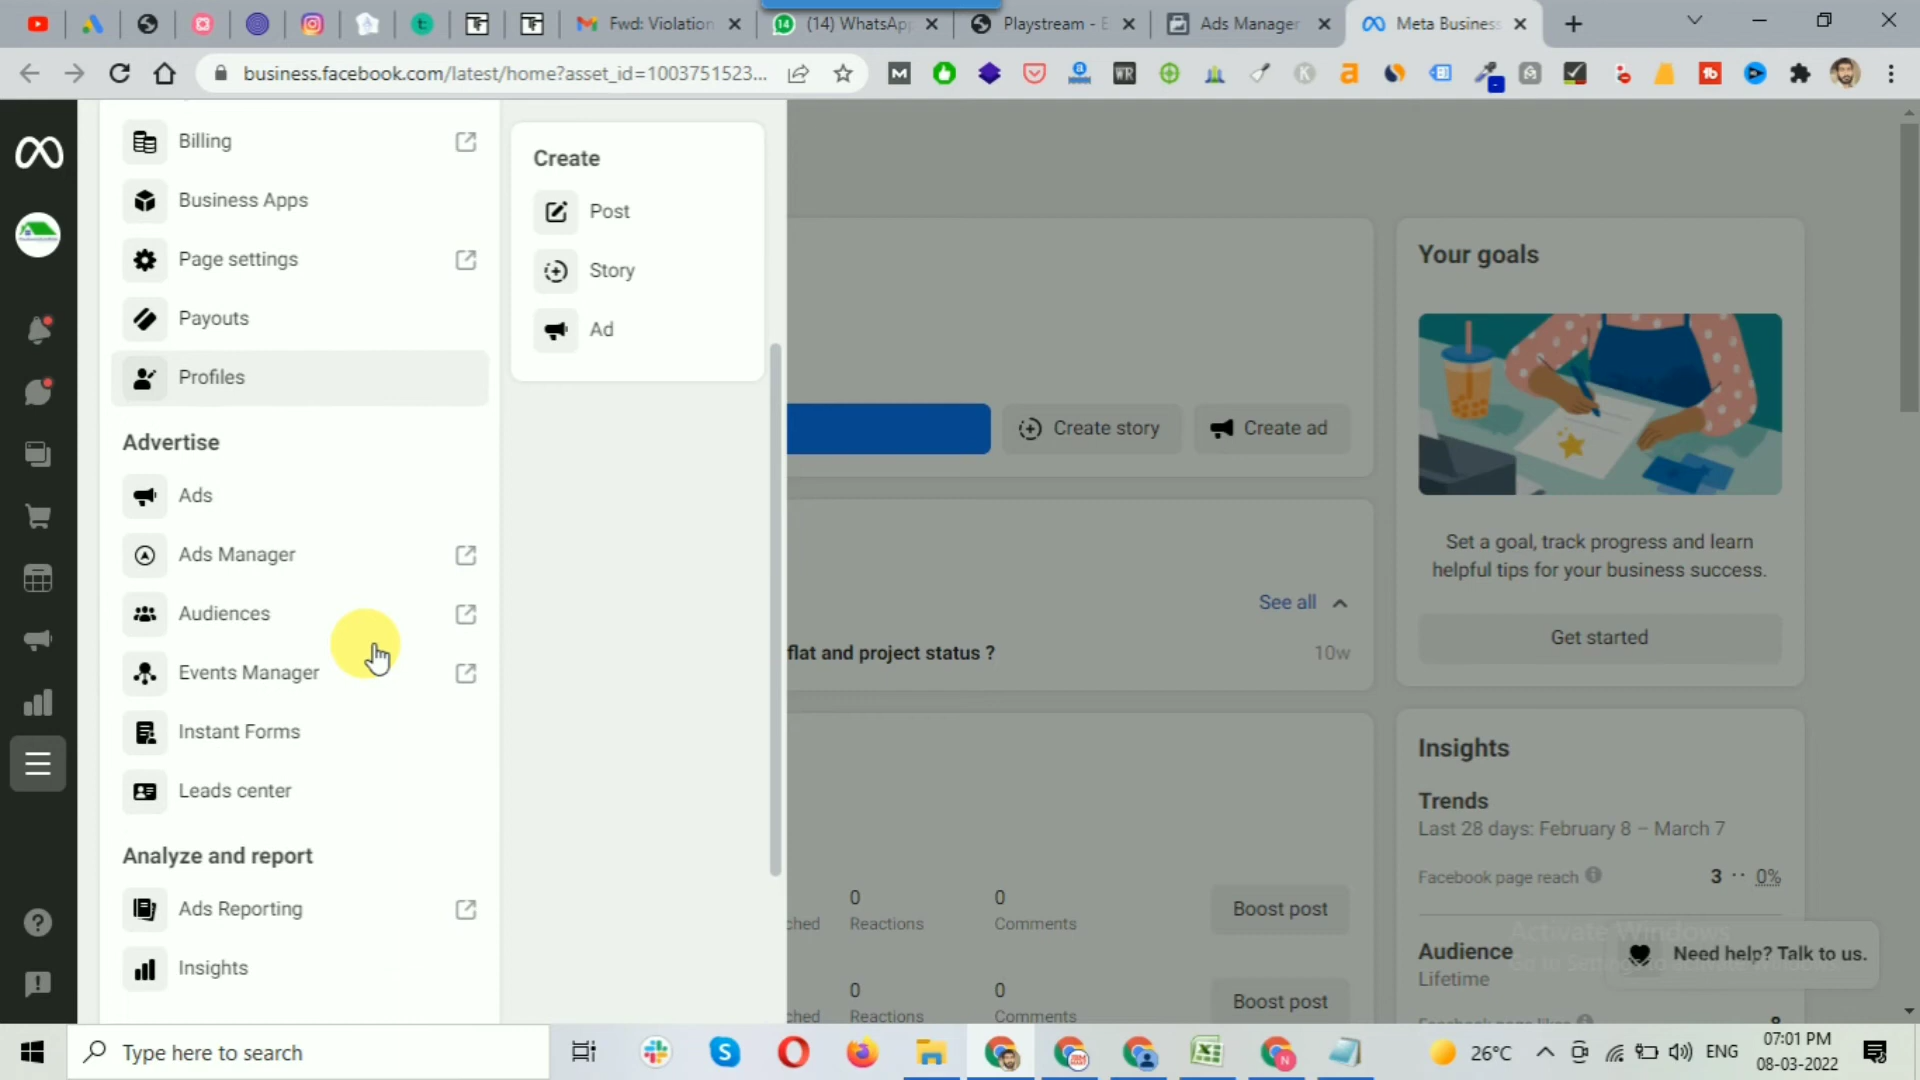 Fwd: Violation
(14) WhatsApp
Playstream - E
Ads Manager
Meta Business
business.facebook.com/latest/home?asset_id=1003751523...
Billing
Business Apps
Page settings
Payouts
Profiles
Advertise
Ads
Ads Manager
Audiences
Events Manager
Instant Forms
Leads center
Analyze and report
Ads Reporting
Insights
Create
Post
Story
Ad
Create story
Create ad
See all
flat and project status ?
10w
0
0
ched
Reactions
Comments
Boost post
0
0
ched
Reactions
Comments
Boost post
Your goals
Set a goal, track progress and learn
helpful tips for your business success.
Get started
Insights
Trends
Last 28 days: February 8 – March 7
Facebook page reach
3
0%
Activate Windows
Audience
Lifetime
Need help? Talk to us.
Type here to search
26°C
ENG
07:01 PM
08-03-2022